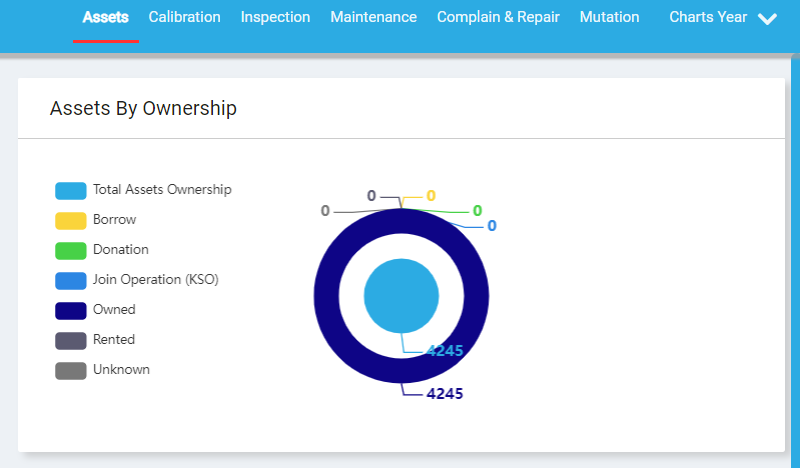 Assets Calibration Inspection Maintenance Complain & Repair Mutation Charts Year
Assets By Ownership
Total Assets Ownership
Borrow
Donation
Join Operation (KSO)
Owned
Rented
Unknown
0 0
0 0
0
4245
4245